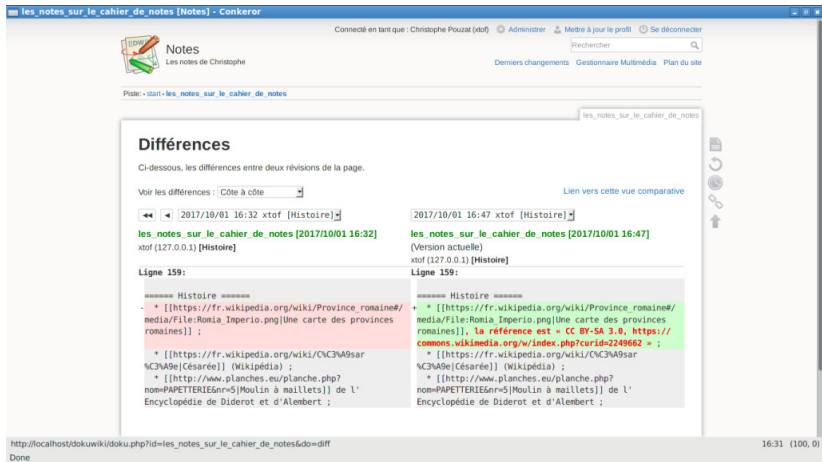 les_notes_sur_le_cahier_de_notes [Notes] - Conkeror
Connecté en tant que : Christophe Pouzat (xtof) Administrer Mettre à jour le profil Se déconnecter
Notes
Les notes de Christophe
Rechercher
Derniers changements Gestionnaire Multimédia Plan du site
Piste: • start • les_notes_sur_le_cahier_de_notes
les_notes_sur_le_cahier_de_notes
Différences
Ci-dessous, les différences entre deux révisions de la page.
Voir les différences : Côte à côte
Lien vers cette vue comparative
2017/10/01 16:32 xtof [Histoire]
les_notes_sur_le_cahier_de_notes [2017/10/01 16:32]
xtof (127.0.0.1) [Histoire]
Ligne 159:
====== Histoire ======
- * [[https://fr.wikipedia.org/wiki/Province_romaine#/
media/File:Romia_Imperio.png|Une carte des provinces
romaines]] ;
* [[https://fr.wikipedia.org/wiki/C%C3%A9sar
%C3%A9e|Césarée]] (Wikipédia) ;
* [[http://www.planches.eu/planche.php?
nom=PAPETTERIE&nr=5|Moulin à maillets]] de l'
Encyclopédie de Diderot et d'Alembert ;
2017/10/01 16:47 xtof [Histoire]
les_notes_sur_le_cahier_de_notes [2017/10/01 16:47]
(Version actuelle)
xtof (127.0.0.1) [Histoire]
Ligne 159:
====== Histoire ======
+ * [[https://fr.wikipedia.org/wiki/Province_romaine#/
media/File:Romia_Imperio.png|Une carte des provinces
romaines]], la référence est « CC BY-SA 3.0, https://
commons.wikimedia.org/w/index.php?curid=2249662 » ;
* [[https://fr.wikipedia.org/wiki/C%C3%A9sar
%C3%A9e|Césarée]] (Wikipédia) ;
* [[http://www.planches.eu/planche.php?
nom=PAPETTERIE&nr=5|Moulin à maillets]] de l'
Encyclopédie de Diderot et d'Alembert ;
http://localhost/dokuwiki/doku.php?id=les_notes_sur_le_cahier_de_notes&do=diff
16:31 (100, 0)
Done